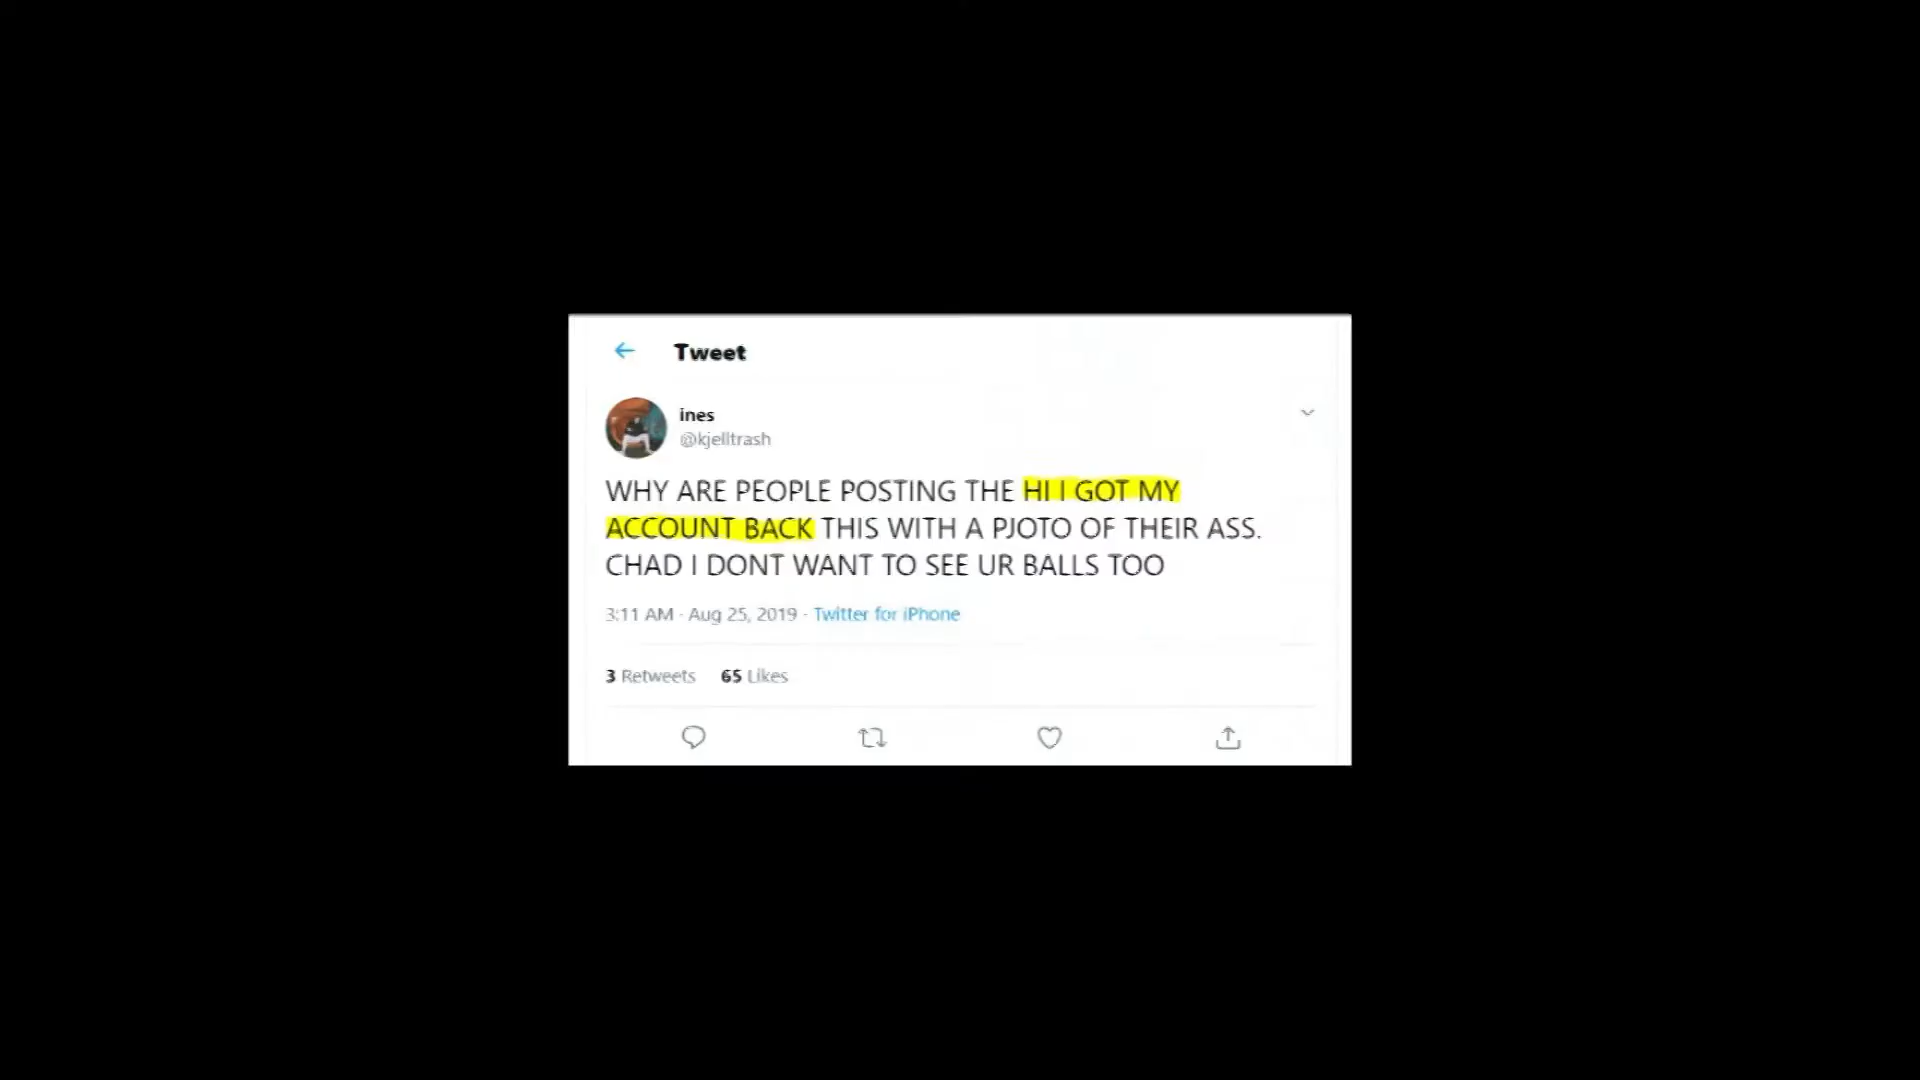 Tweet
ines
@kjelltrash
WHY ARE PEOPLE POSTING THE HI I GOT MY
ACCOUNT BACK THIS WITH A PJOTO OF THEIR ASS.
CHAD I DONT WANT TO SEE UR BALLS TOO
3:11 AM · Aug 25, 2019 · Twitter for iPhone
3 Retweets 65 Likes